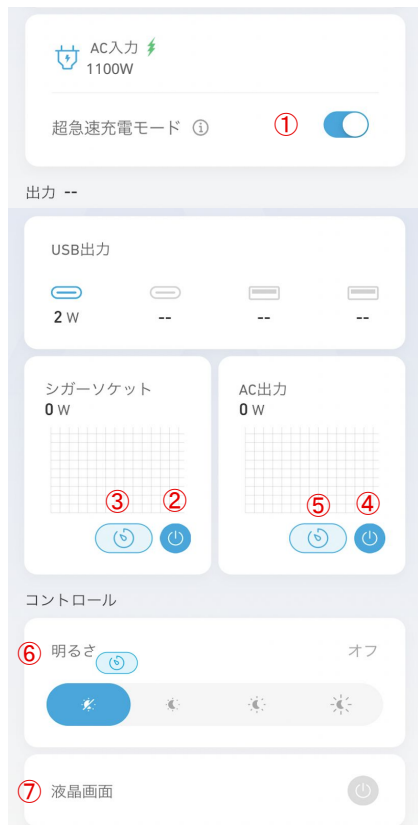 AC入力
1100W
超急速充電モード ①
出力 --
USB出力
2 W -- -- --
シガーソケット
0 W
③ ②
AC出力
0 W
⑤ ④
コントロール
⑥ 明るさ オフ
⑦ 液晶画面